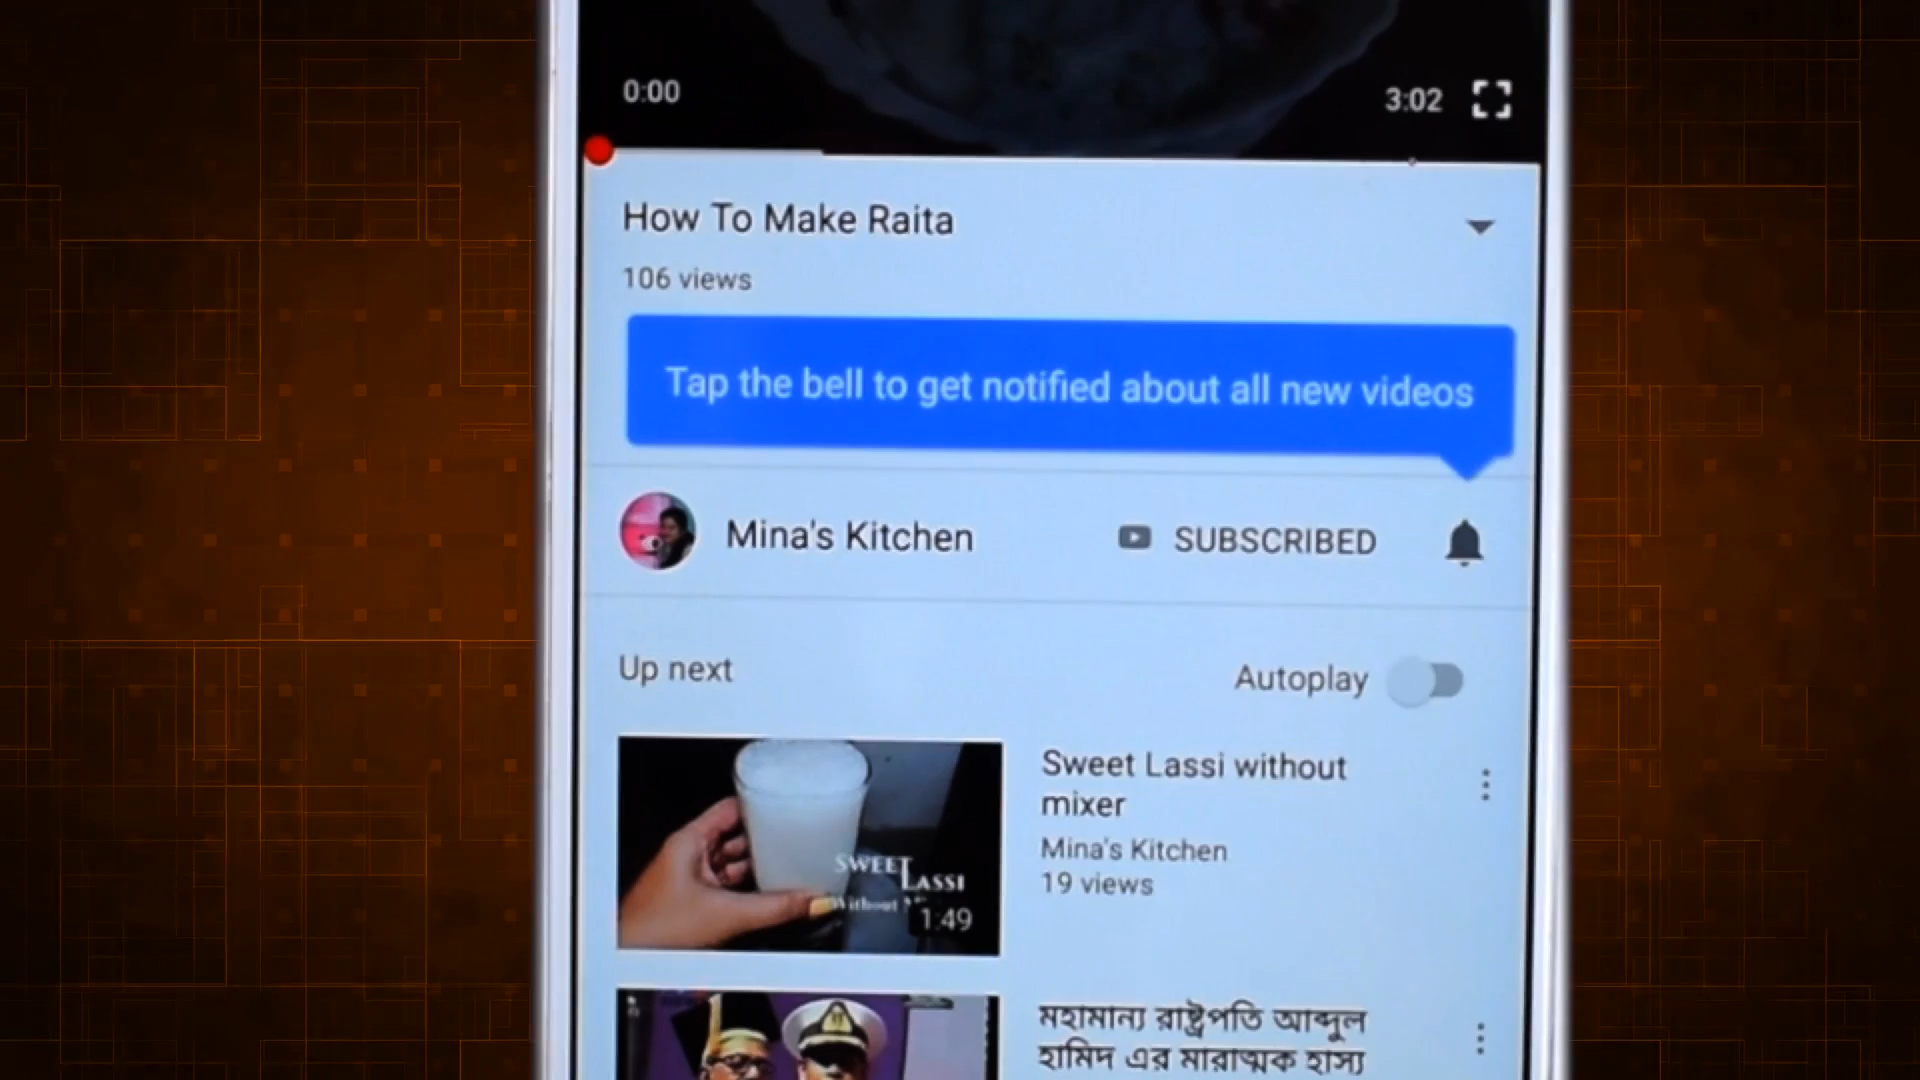 0:00
3:02
How To Make Raita
106 views
Tap the bell to get notified about all new videos
Mina's Kitchen
SUBSCRIBED
Up next
Autoplay
Sweet Lassi without
mixer
Mina's Kitchen
19 views
SWEET
LASSI
Without
1:49
মহামান্য রাষ্ট্রপতি আব্দুল
হামিদ এর মারাত্মক হাস্য